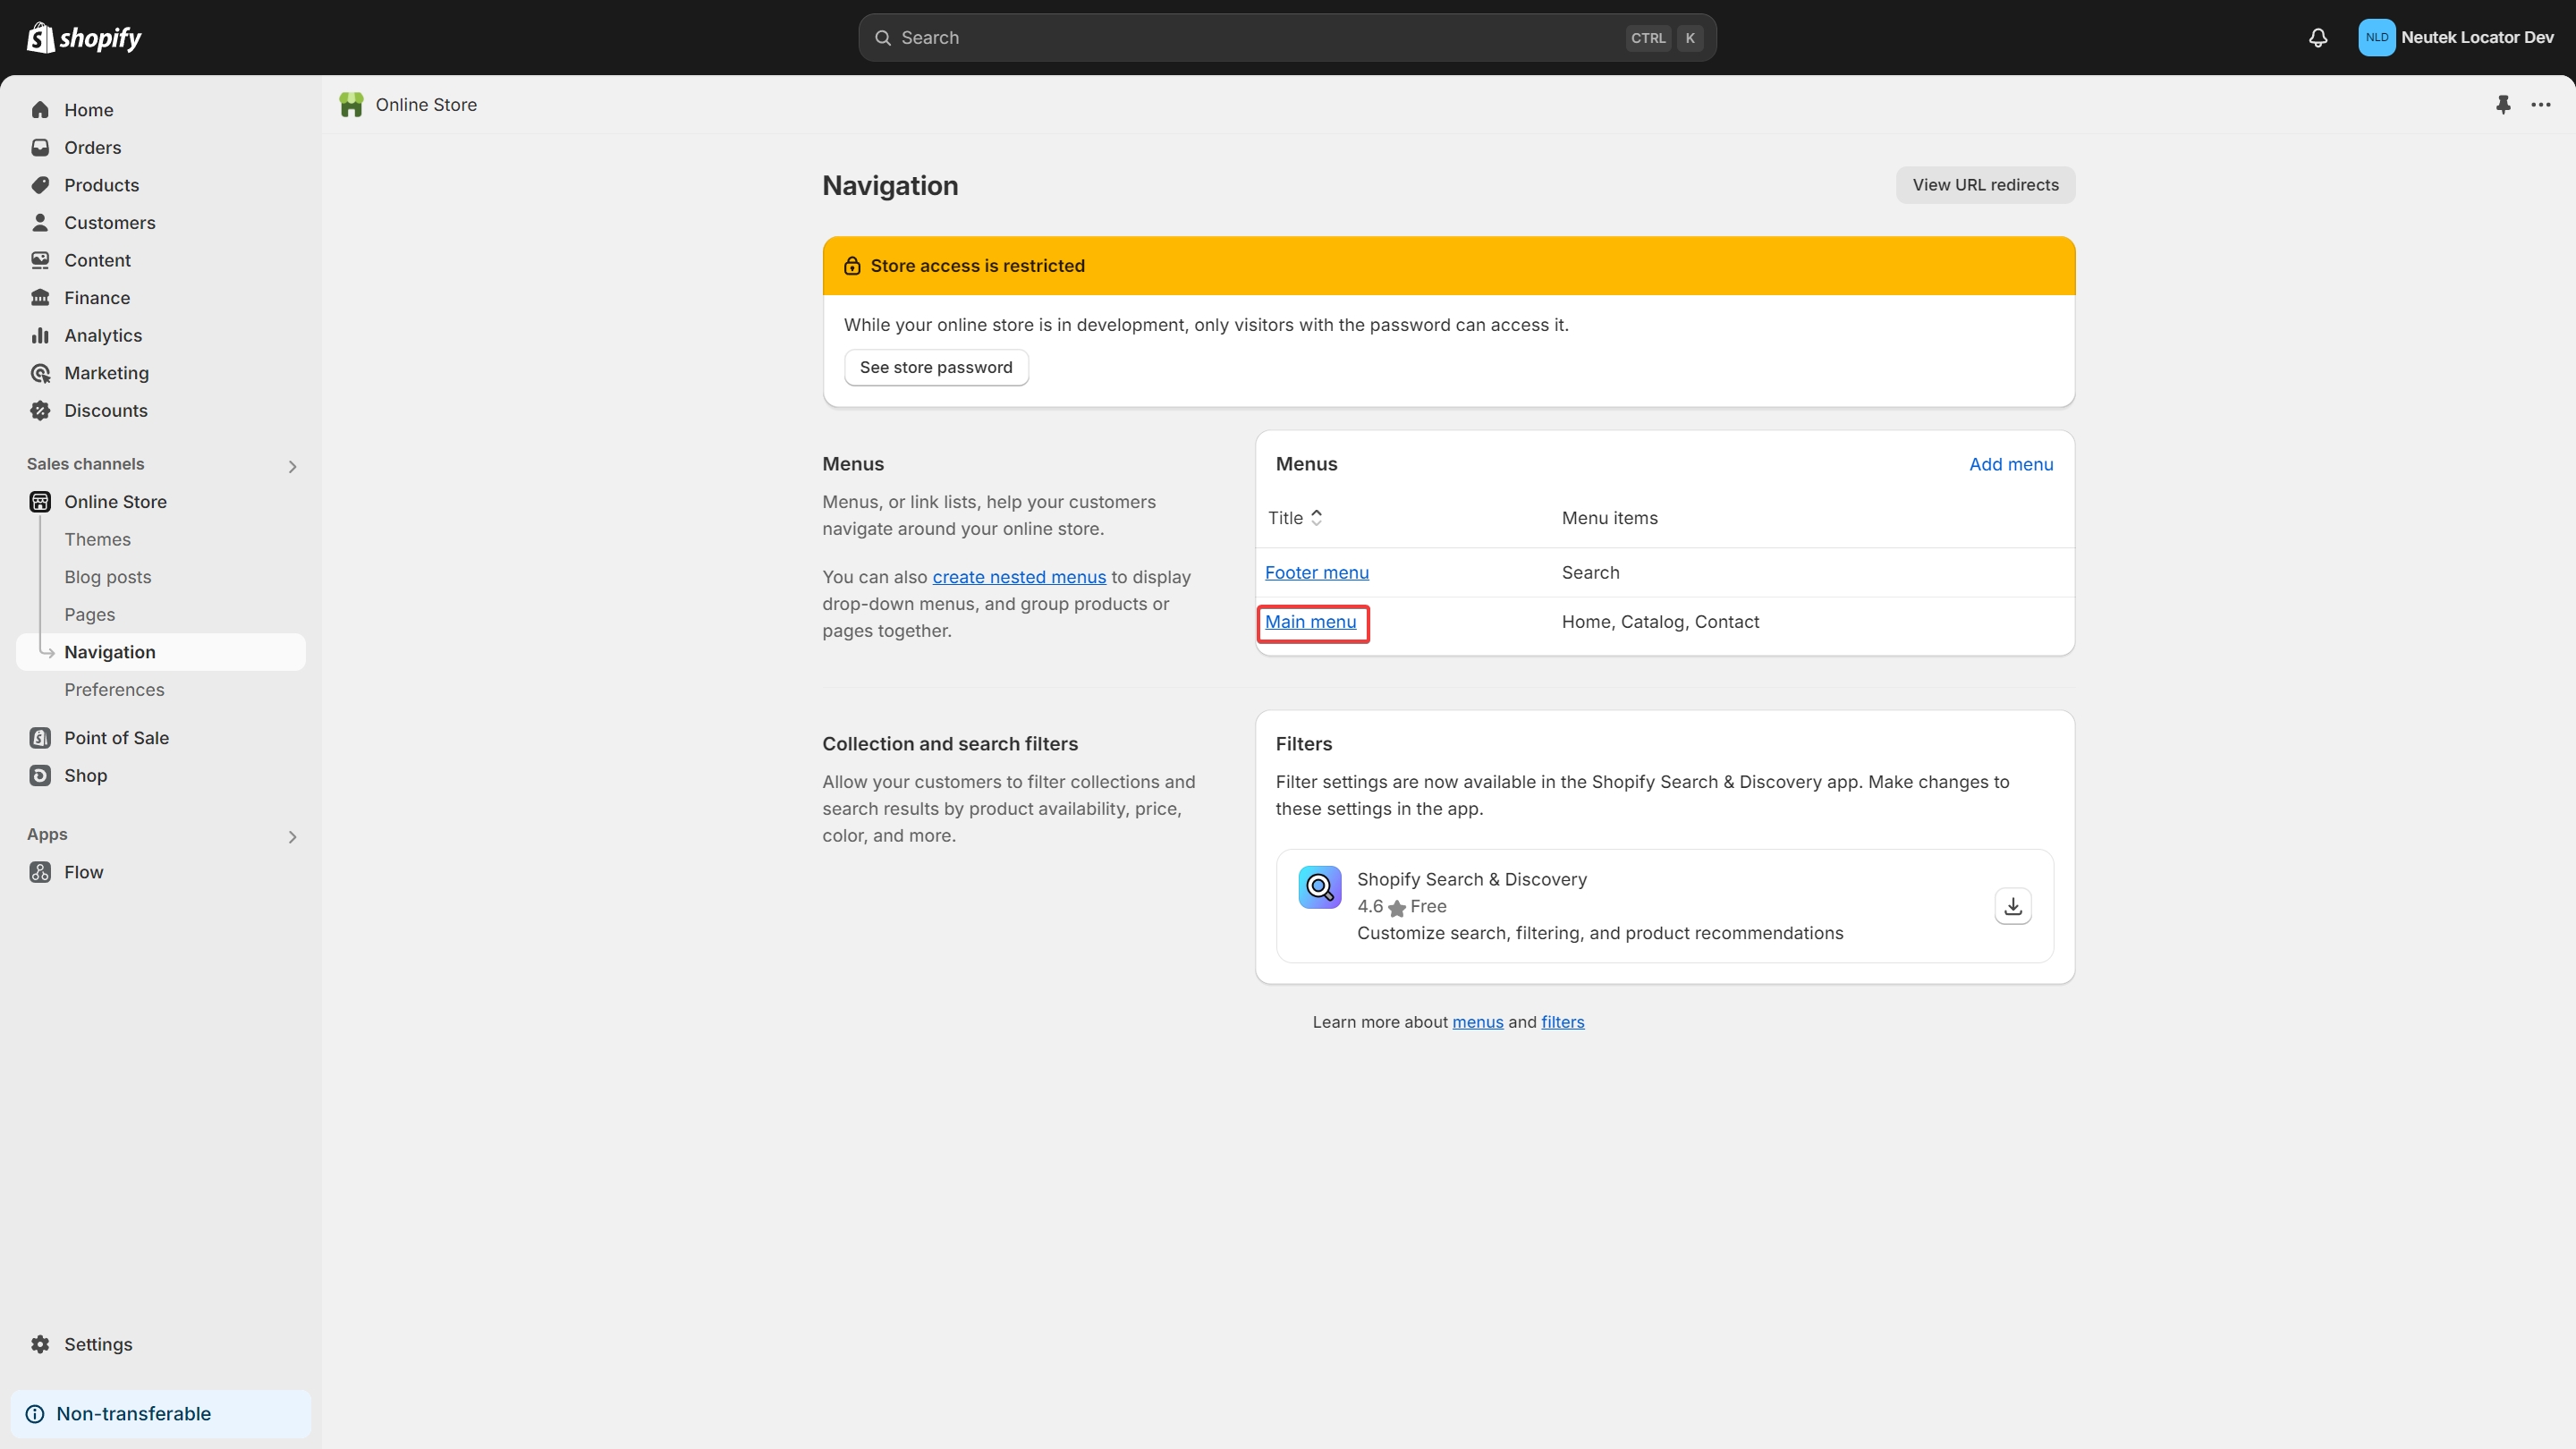 shopify
Search
CTRL K
NLD
Neutek Locator Dev
Home
Orders
Products
Customers
Content
Finance
Analytics
Marketing
Discounts
Sales channels
Online Store
Themes
Blog posts
Pages
Navigation
Preferences
Point of Sale
Shop
Apps
Flow
Settings
Non-transferable
Online Store
Navigation
View URL redirects
Store access is restricted
While your online store is in development, only visitors with the password can access it.
See store password
Menus
Menus, or link lists, help your customers
navigate around your online store.
You can also create nested menus to display
drop-down menus, and group products or
pages together.
Menus
Add menu
Title
Menu items
Footer menu
Search
Main menu
Home, Catalog, Contact
Collection and search filters
Allow your customers to filter collections and
search results by product availability, price,
color, and more.
Filters
Filter settings are now available in the Shopify Search & Discovery app. Make changes to
these settings in the app.
Shopify Search & Discovery
4.6 Free
Customize search, filtering, and product recommendations
Learn more about menus and filters